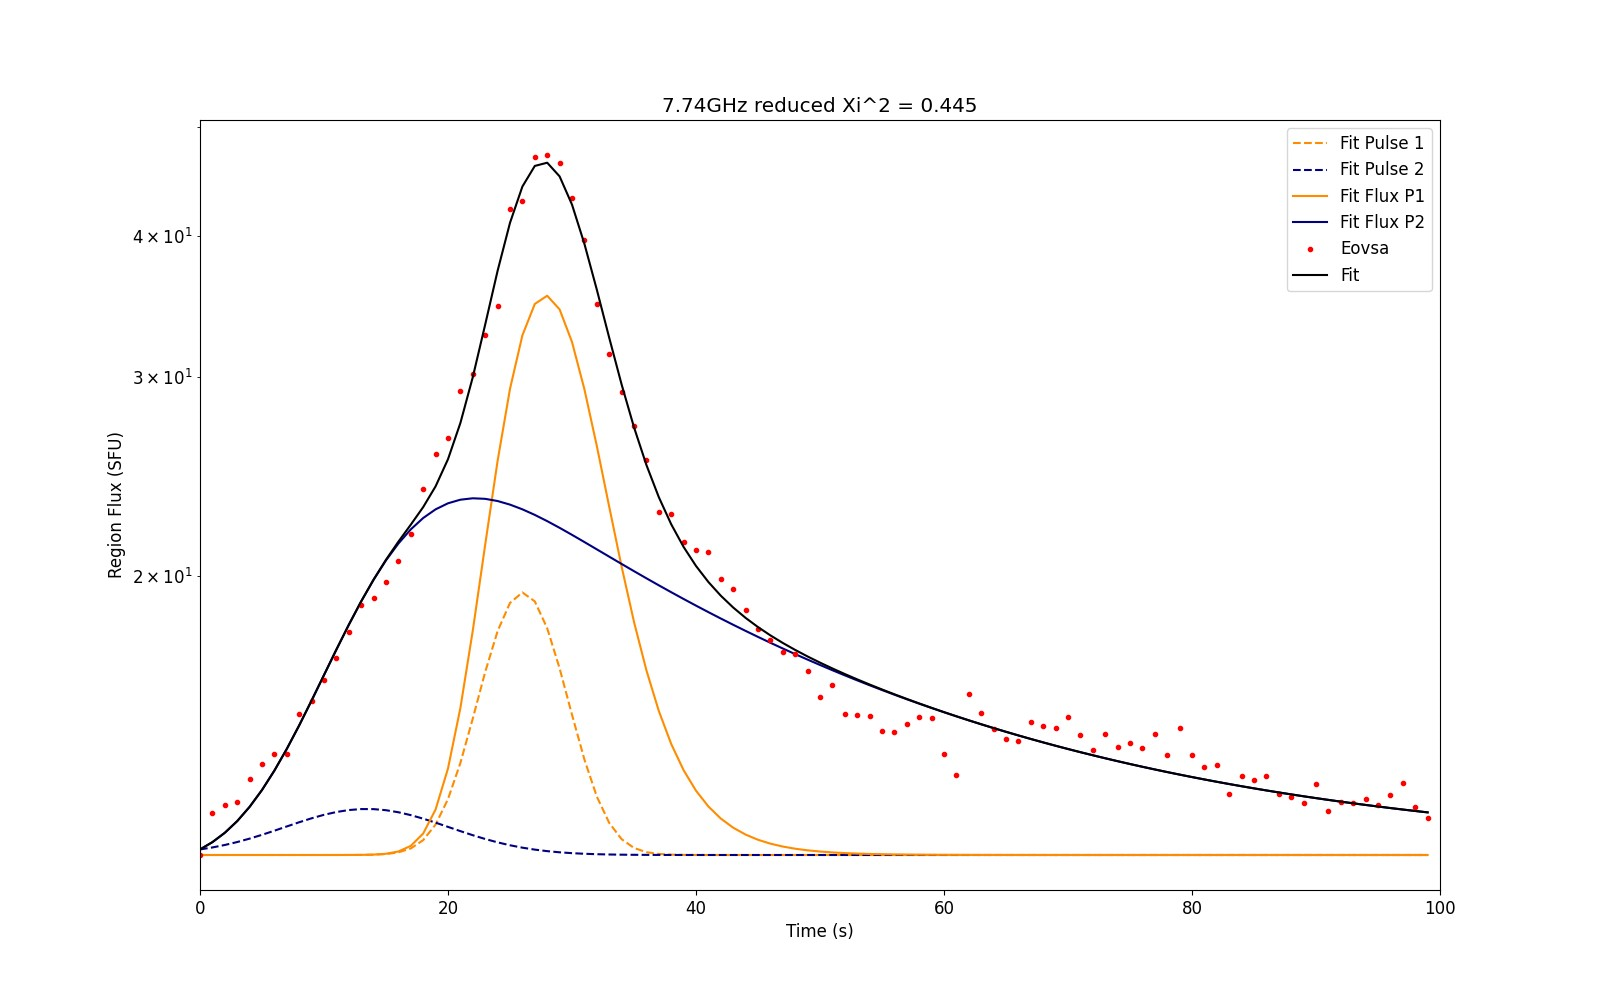 7.74GHz reduced Xi^2 = 0.445
Fit Pulse 1
Fit Pulse 2
Fit Flux P1
Fit Flux P2
Eovsa
Fit
4 × 10¹
3 × 10¹
2 × 10¹
Region Flux (SFU)
0 20 40 60 80 100
Time (s)